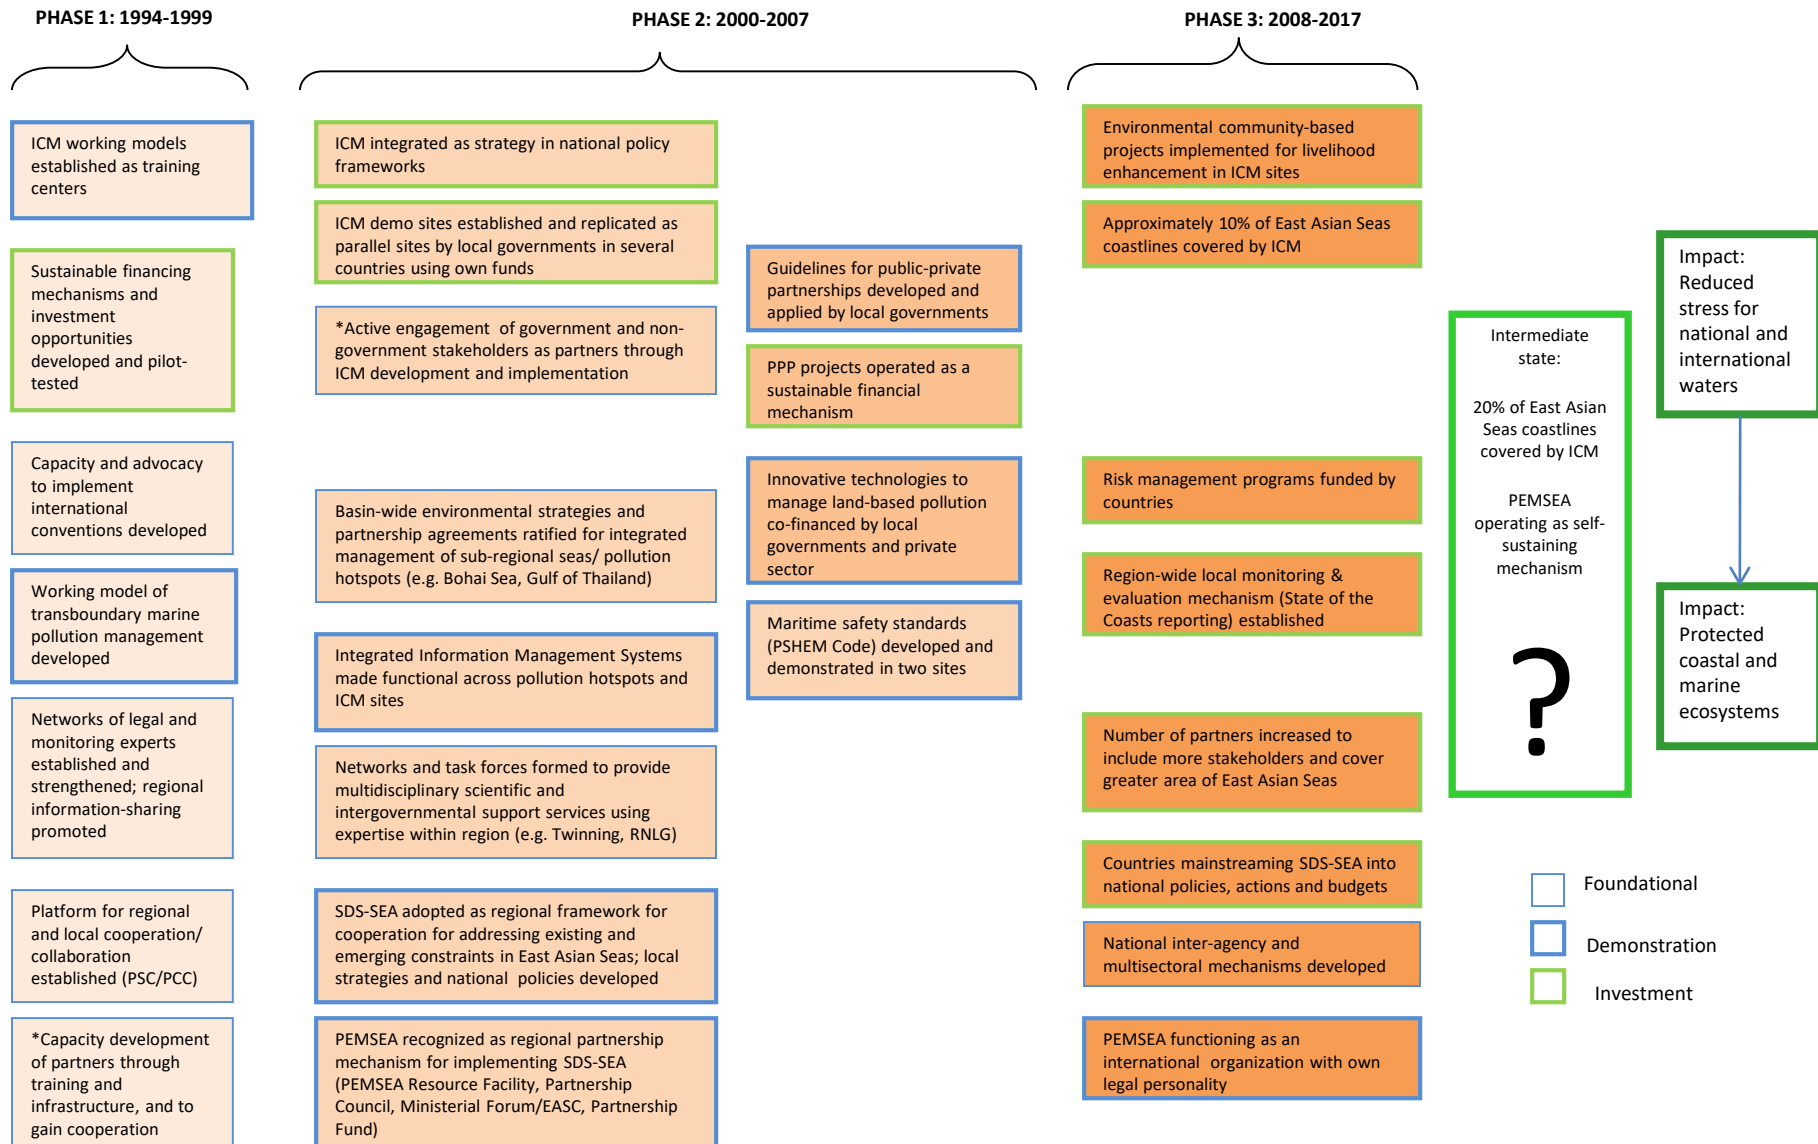 PHASE 1: 1994-1999
PHASE 2: 2000-2007
PHASE 3: 2008-2017
ICM working models
established as training
centers
Sustainable financing
mechanisms and
investment
opportunities
developed and pilot-
tested
Capacity and advocacy
to implement
international
conventions developed
Working model of
transboundary marine
pollution management
developed
Networks of legal and
monitoring experts
established and
strengthened; regional
information-sharing
promoted
Platform for regional
and local cooperation/
collaboration
established (PSC/PCC)
*Capacity development
of partners through
training and
infrastructure, and to
gain cooperation
ICM integrated as strategy in national policy
frameworks
ICM demo sites established and replicated as
parallel sites by local governments in several
countries using own funds
*Active engagement of government and non-
government stakeholders as partners through
ICM development and implementation
Basin-wide environmental strategies and
partnership agreements ratified for integrated
management of sub-regional seas/ pollution
hotspots (e.g. Bohai Sea, Gulf of Thailand)
Integrated Information Management Systems
made functional across pollution hotspots and
ICM sites
Networks and task forces formed to provide
multidisciplinary scientific and
intergovernmental support services using
expertise within region (e.g. Twinning, RNLG)
SDS-SEA adopted as regional framework for
cooperation for addressing existing and
emerging constraints in East Asian Seas; local
strategies and national policies developed
PEMSEA recognized as regional partnership
mechanism for implementing SDS-SEA
(PEMSEA Resource Facility, Partnership
Council, Ministerial Forum/EASC, Partnership
Fund)
Guidelines for public-private
partnerships developed and
applied by local governments
PPP projects operated as a
sustainable financial
mechanism
Innovative technologies to
manage land-based pollution
co-financed by local
governments and private
sector
Maritime safety standards
(PSHEM Code) developed and
demonstrated in two sites
Environmental community-based
projects implemented for livelihood
enhancement in ICM sites
Approximately 10% of East Asian Seas
coastlines covered by ICM
Risk management programs funded by
countries
Region-wide local monitoring &
evaluation mechanism (State of the
Coasts reporting) established
Number of partners increased to
include more stakeholders and cover
greater area of East Asian Seas
Countries mainstreaming SDS-SEA into
national policies, actions and budgets
National inter-agency and
multisectoral mechanisms developed
PEMSEA functioning as an
international organization with own
legal personality
Intermediate
state:
20% of East Asian
Seas coastlines
covered by ICM
PEMSEA
operating as self-
sustaining
mechanism
?
Impact:
Reduced
stress for
national and
international
waters
Impact:
Protected
coastal and
marine
ecosystems
Foundational
Demonstration
Investment